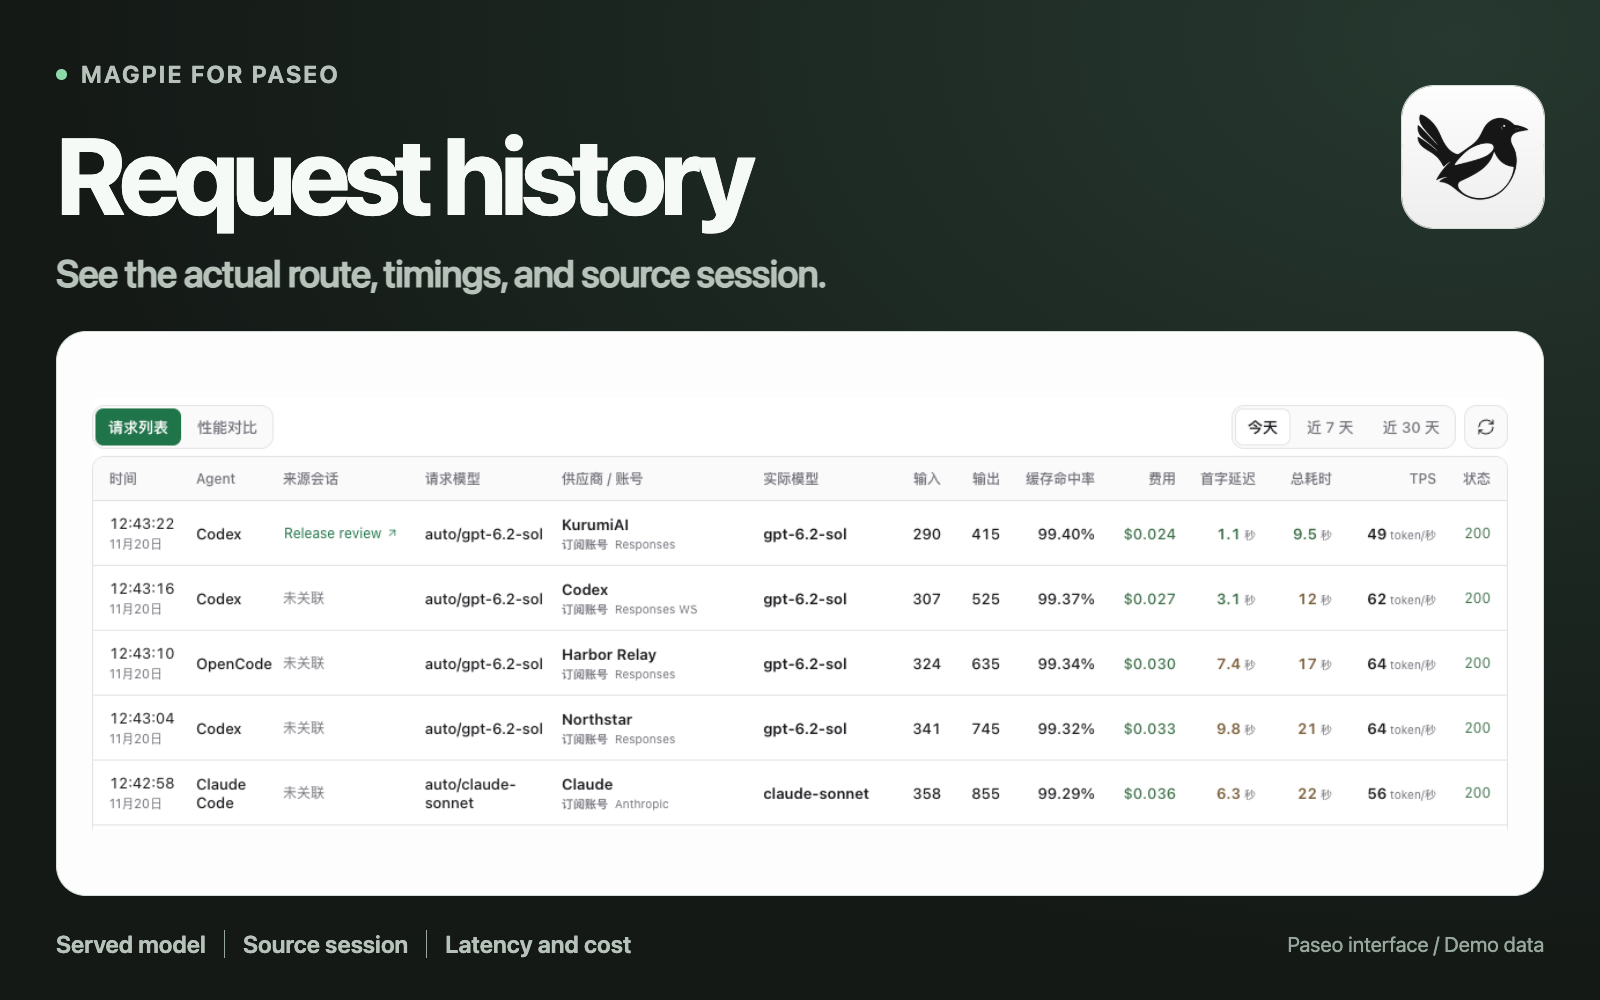 MAGPIE FOR PASEO
Request history
See the actual route, timings, and source session.
请求列表 性能对比 今天 近 7 天 近 30 天
时间 Agent 来源会话 请求模型 供应商 / 账号 实际模型 输入 输出 缓存命中率 费用 首字延迟 总耗时 TPS 状态
12:43:22 Codex Release review ↗ auto/gpt-6.2-sol KurumiAI gpt-6.2-sol 290 415 99.40% $0.024 1.1 秒 9.5 秒 49 token/秒 200
11月20日 订阅账号 Responses
12:43:16 Codex 未关联 auto/gpt-6.2-sol Codex gpt-6.2-sol 307 525 99.37% $0.027 3.1 秒 12 秒 62 token/秒 200
11月20日 订阅账号 Responses WS
12:43:10 OpenCode 未关联 auto/gpt-6.2-sol Harbor Relay gpt-6.2-sol 324 635 99.34% $0.030 7.4 秒 17 秒 64 token/秒 200
11月20日 订阅账号 Responses
12:43:04 Codex 未关联 auto/gpt-6.2-sol Northstar gpt-6.2-sol 341 745 99.32% $0.033 9.8 秒 21 秒 64 token/秒 200
11月20日 订阅账号 Responses
12:42:58 Claude 未关联 auto/claude- Claude claude-sonnet 358 855 99.29% $0.036 6.3 秒 22 秒 56 token/秒 200
11月20日 Code sonnet 订阅账号 Anthropic
Served model Source session Latency and cost Paseo interface / Demo data